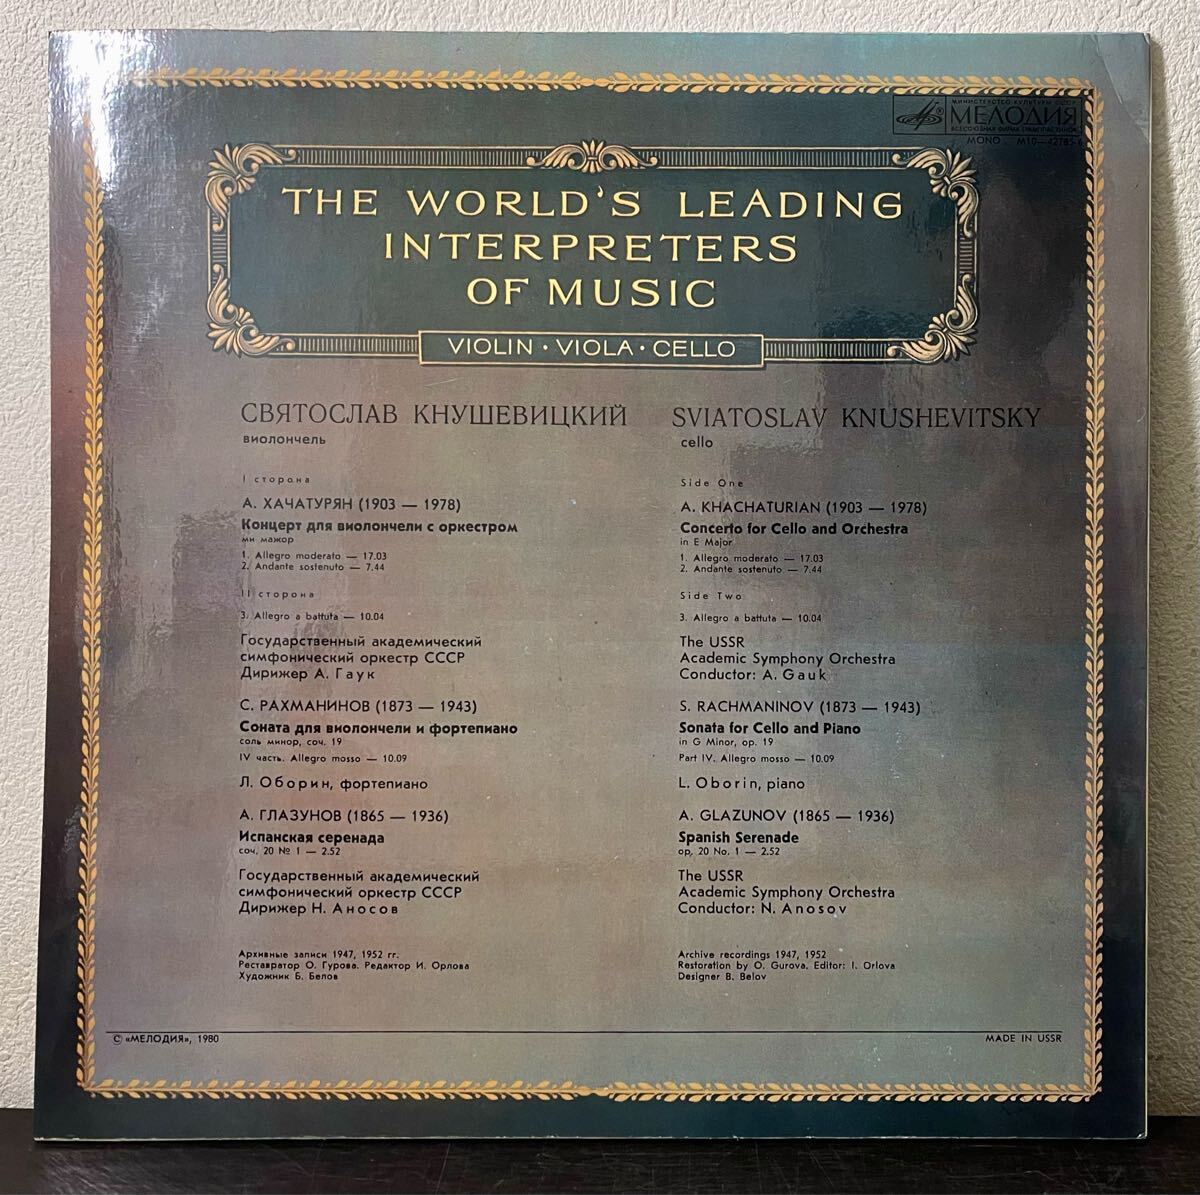 МИНИСТЕРСТВО КУЛЬТУРЫ СССР
МЕЛОДИЯ
ВСЕСОЮЗНАЯ ФИРМА ГРАМПЛАСТИНОК
MONO М10—42785-6
THE WORLD'S LEADING
INTERPRETERS
OF MUSIC
VIOLIN · VIOLA · CELLO
СВЯТОСЛАВ КНУШЕВИЦКИЙ
виолончель
I сторона
А. ХАЧАТУРЯН (1903 — 1978)
Концерт для виолончели с оркестром
ми мажор
1. Allegro moderato — 17.03
2. Andante sostenuto — 7.44
II сторона
3. Allegro a battuta — 10.04
Государственный академический
симфонический оркестр СССР
Дирижер А. Гаук
С. РАХМАНИНОВ (1873 — 1943)
Соната для виолончели и фортепиано
соль минор, соч. 19
IV часть. Allegro mosso — 10.09
Л. Оборин, фортепиано
А. ГЛАЗУНОВ (1865 — 1936)
Испанская серенада
соч. 20 № 1 — 2.52
Государственный академический
симфонический оркестр СССР
Дирижер Н. Аносов
Архивные записи 1947, 1952 гг.
Реставратор О. Гурова. Редактор И. Орлова
Художник Б. Белов
SVIATOSLAV KNUSHEVITSKY
cello
Side One
A. KHACHATURIAN (1903 — 1978)
Concerto for Cello and Orchestra
in E Major
1. Allegro moderato — 17.03
2. Andante sostenuto — 7.44
Side Two
3. Allegro a battuta — 10.04
The USSR
Academic Symphony Orchestra
Conductor: A. Gauk
S. RACHMANINOV (1873 — 1943)
Sonata for Cello and Piano
in G Minor, op. 19
Part IV. Allegro mosso — 10.09
L. Oborin, piano
A. GLAZUNOV (1865 — 1936)
Spanish Serenade
op. 20 No. 1 — 2.52
The USSR
Academic Symphony Orchestra
Conductor: N. Anosov
Archive recordings 1947, 1952
Restoration by O. Gurova. Editor: I. Orlova
Designer B. Belov
© «МЕЛОДИЯ», 1980
MADE IN USSR